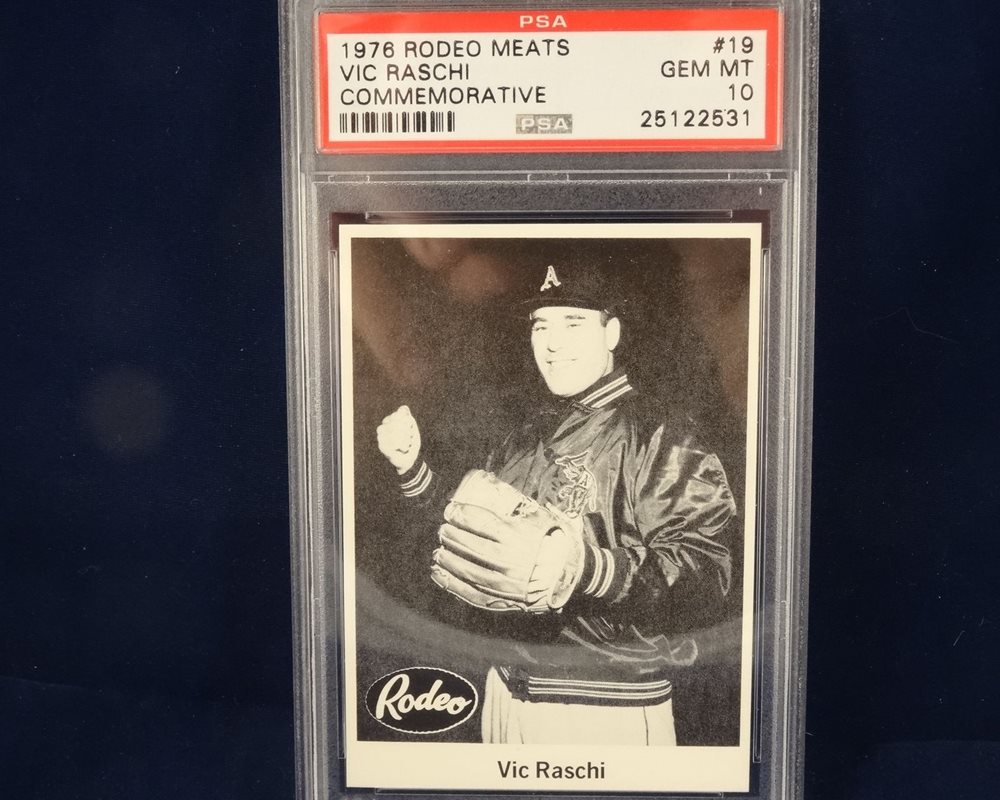 PSA
1976 RODEO MEATS #19
VIC RASCHI GEM MT
COMMEMORATIVE 10
PSA 25122531
A
Rodeo
Vic Raschi